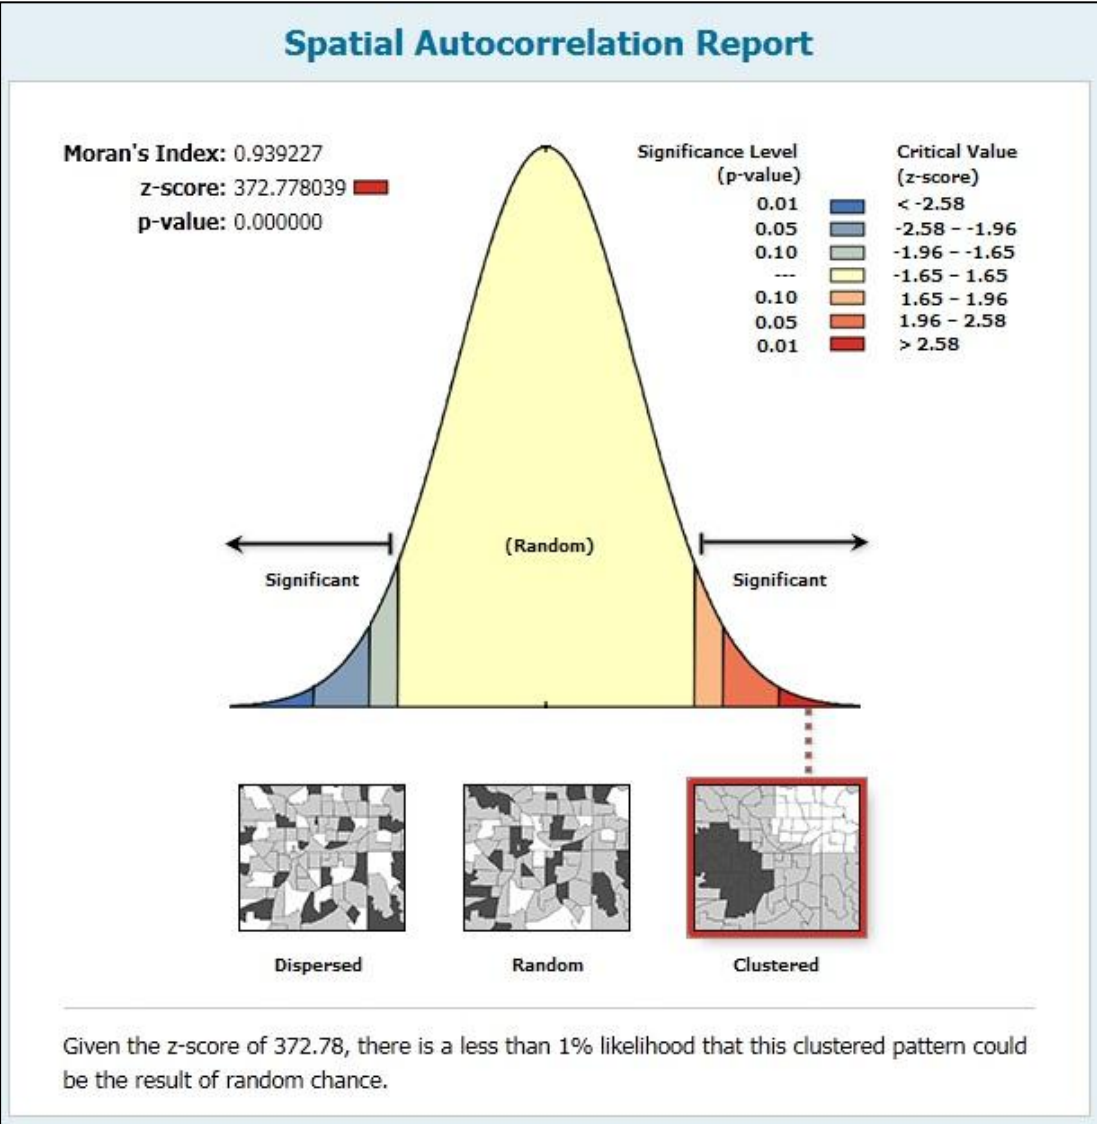 Spatial Autocorrelation Report
Moran's Index: 0.939227
z-score: 372.778039
p-value: 0.000000
Significance Level
(p-value)
Critical Value
(z-score)
0.01 < -2.58
0.05 -2.58 – -1.96
0.10 -1.96 – -1.65
--- -1.65 – 1.65
0.10 1.65 – 1.96
0.05 1.96 – 2.58
0.01 > 2.58
(Random)
Significant
Significant
Dispersed
Random
Clustered
Given the z-score of 372.78, there is a less than 1% likelihood that this clustered pattern could
be the result of random chance.